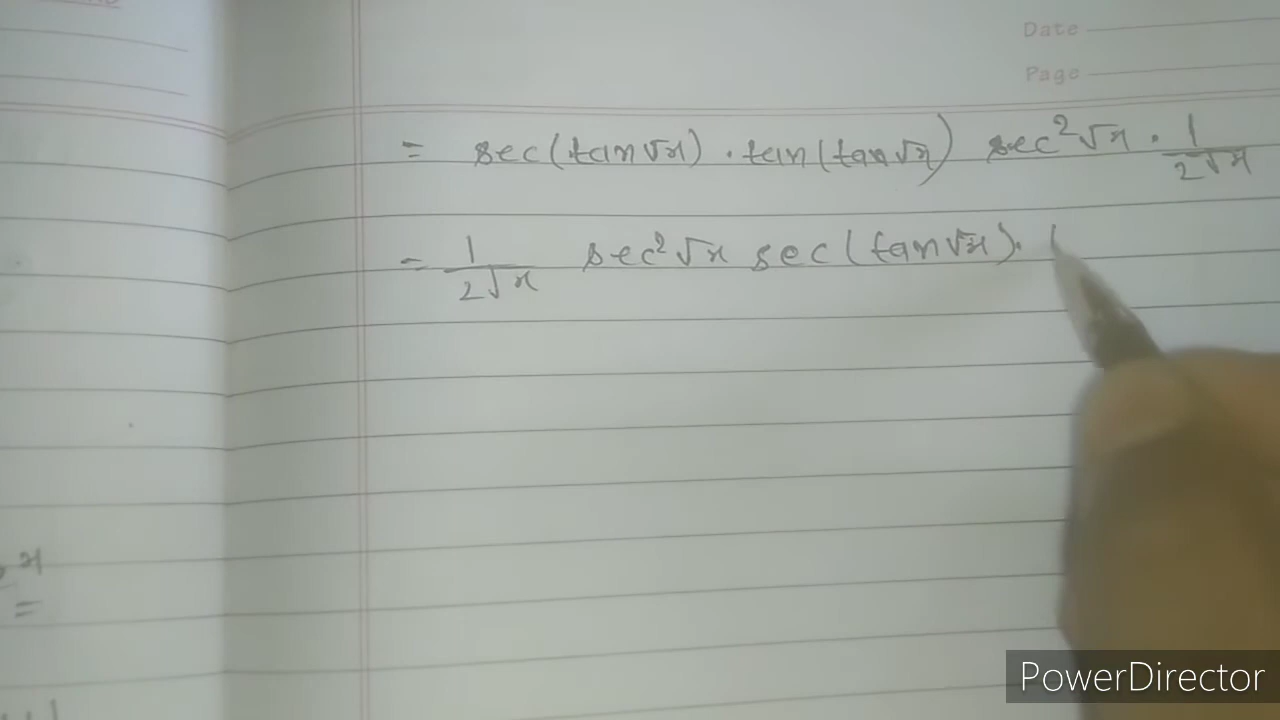 Date
Page
= sec(tan√x) . tan(tan√x) sec²√x . 1/2√x
= 1/2√x sec²√x sec(tan√x).
x
=
PowerDirector